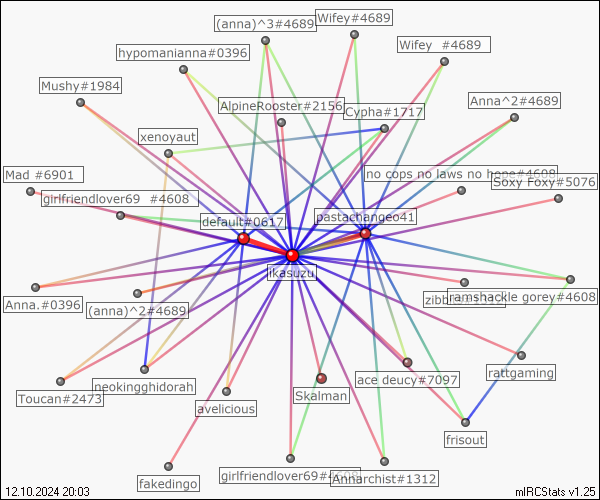 (anna)^3#4689
Wifey#4689
Wifey #4689
hypomanianna#0396
Mushy#1984
AlpineRooster#2156
Cypha#1717
Anna^2#4689
xenoyaut
Mad #6901
no cops no laws no hope#4608
Soxy Foxy#5076
girlfriendlover69 #4608
default#0617
pastachangeo41
ikasuzu
Anna.#0396
(anna)^2#4689
ramshackle gorey#4608
neokingghidorah
Toucan#2473
avelicious
Skalman
ace deucy#7097
rattgaming
frisout
fakedingo
girlfriendlover69#4608
Annarchist#1312
12.10.2024 20:03
mIRCStats v1.25